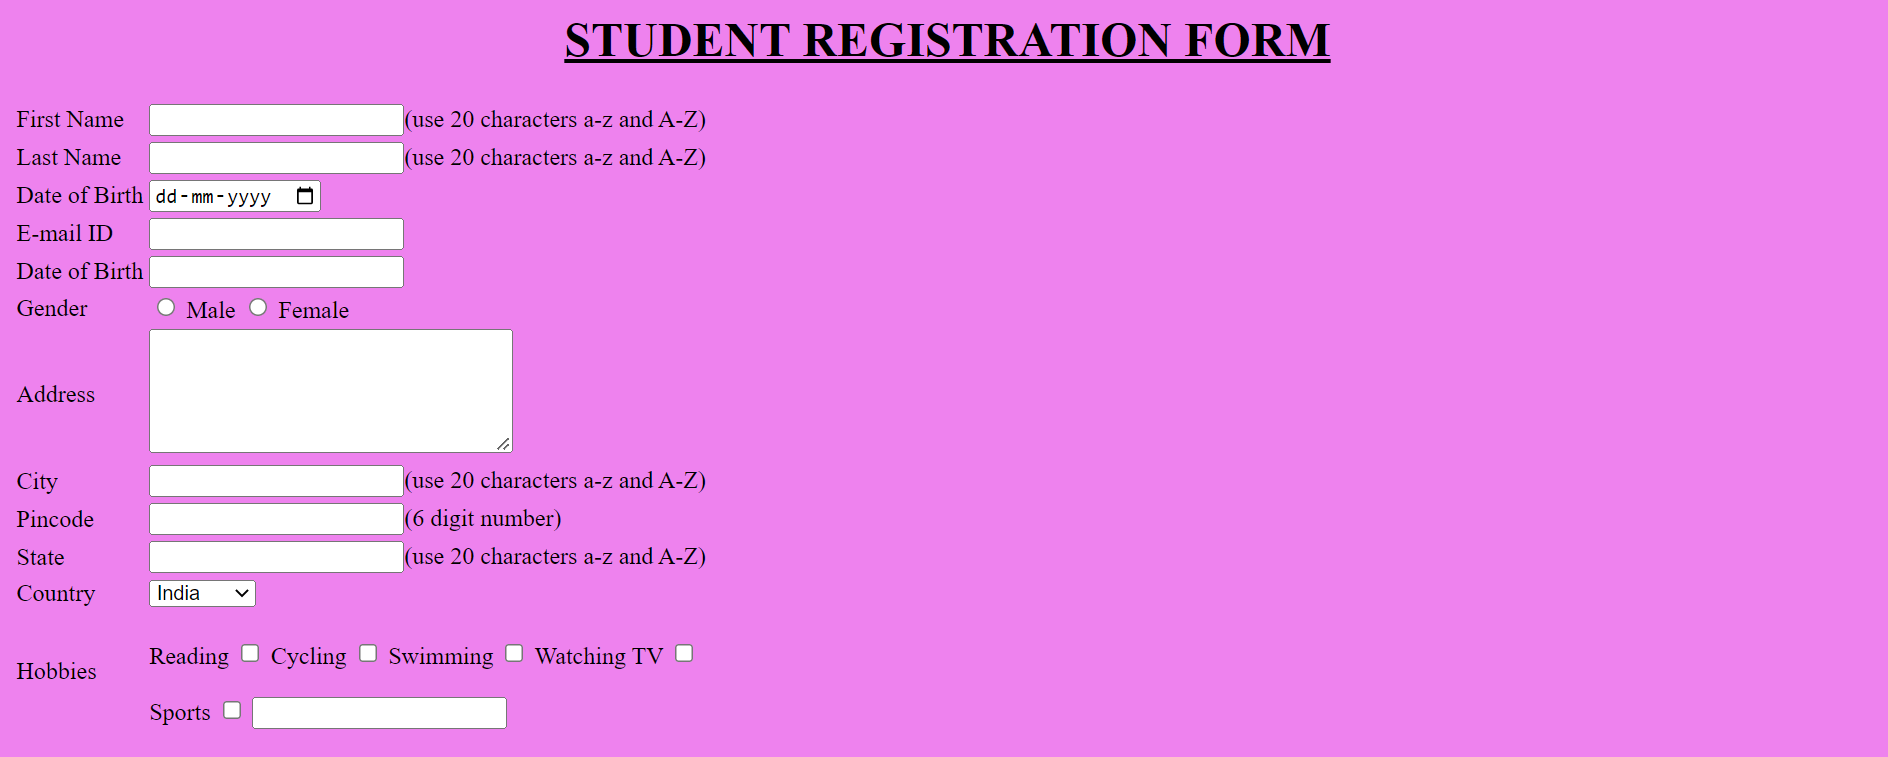 STUDENT REGISTRATION FORM
First Name (use 20 characters a-z and A-Z)
Last Name (use 20 characters a-z and A-Z)
Date of Birth dd-mm-yyyy
E-mail ID
Date of Birth
Gender Male Female
Address
City (use 20 characters a-z and A-Z)
Pincode (6 digit number)
State (use 20 characters a-z and A-Z)
Country India
Hobbies
Reading Cycling Swimming Watching TV
Sports